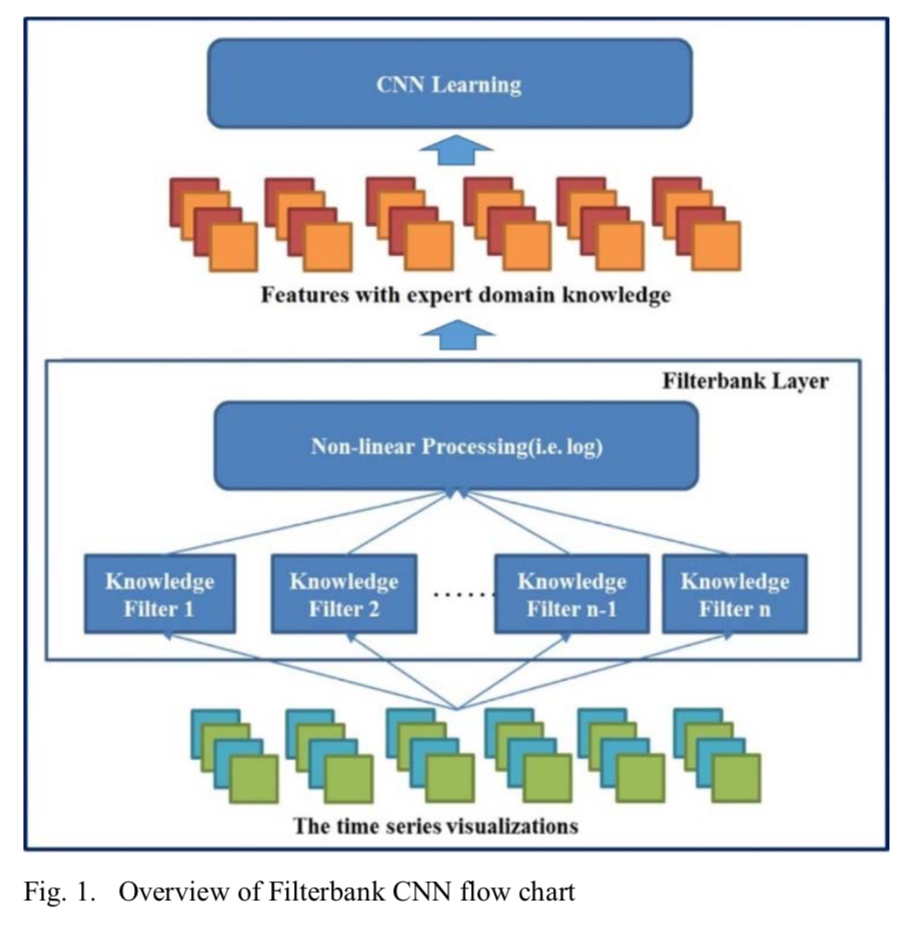 CNN Learning
Features with expert domain knowledge
Filterbank Layer
Non-linear Processing(i.e. log)
Knowledge
Filter 1
Knowledge
Filter 2
......
Knowledge
Filter n-1
Knowledge
Filter n
The time series visualizations
Fig. 1. Overview of Filterbank CNN flow chart